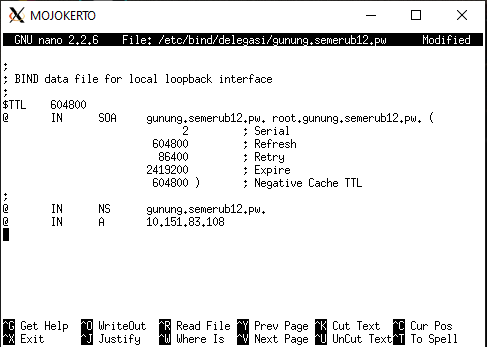 MOJOKERTO
GNU nano 2.2.6 File: /etc/bind/delegasi/gunung.semerub12.pw Modified
;
; BIND data file for local loopback interface
;
$TTL 604800
@ IN SOA gunung.semerub12.pw. root.gunung.semerub12.pw. (
2 ; Serial
604800 ; Refresh
86400 ; Retry
2419200 ; Expire
604800 ) ; Negative Cache TTL
;
@ IN NS gunung.semerub12.pw.
@ IN A 10.151.83.108
^G Get Help ^O WriteOut ^R Read File ^Y Prev Page ^K Cut Text ^C Cur Pos
^X Exit ^J Justify ^W Where Is ^V Next Page ^U UnCut Text ^T To Spell